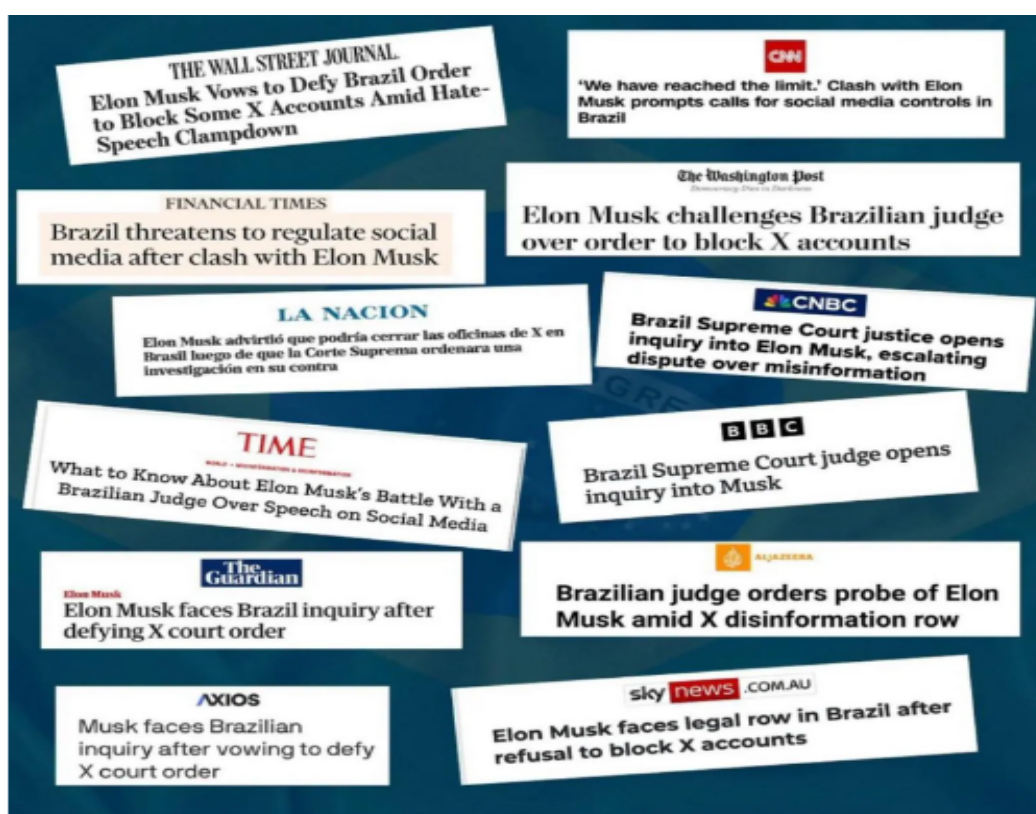 THE WALL STREET JOURNAL.
Elon Musk Vows to Defy Brazil Order
to Block Some X Accounts Amid Hate-
Speech Clampdown
CNN
‘We have reached the limit.’ Clash with Elon
Musk prompts calls for social media controls in
Brazil
FINANCIAL TIMES
Brazil threatens to regulate social
media after clash with Elon Musk
The Washington Post
Democracy Dies in Darkness
Elon Musk challenges Brazilian judge
over order to block X accounts
LA NACION
Elon Musk advirtió que podría cerrar las oficinas de X en
Brasil luego de que la Corte Suprema ordenara una
investigación en su contra
CNBC
Brazil Supreme Court justice opens
inquiry into Elon Musk, escalating
dispute over misinformation
GRE
TIME
What to Know About Elon Musk’s Battle With a
Brazilian Judge Over Speech on Social Media
BBC
Brazil Supreme Court judge opens
inquiry into Musk
The
Guardian
Elon Musk
Elon Musk faces Brazil inquiry after
defying X court order
ALJAZEERA
Brazilian judge orders probe of Elon
Musk amid X disinformation row
AXIOS
Musk faces Brazilian
inquiry after vowing to defy
X court order
sky news .COM.AU
Elon Musk faces legal row in Brazil after
refusal to block X accounts